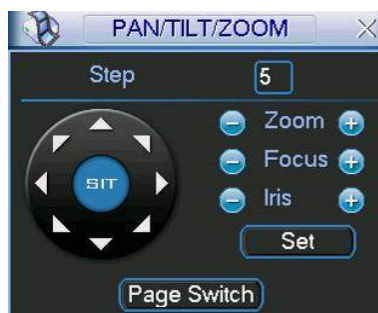 PAN/TILT/ZOOM
Step 5
Zoom
Focus
SIT
Iris
Set
Page Switch